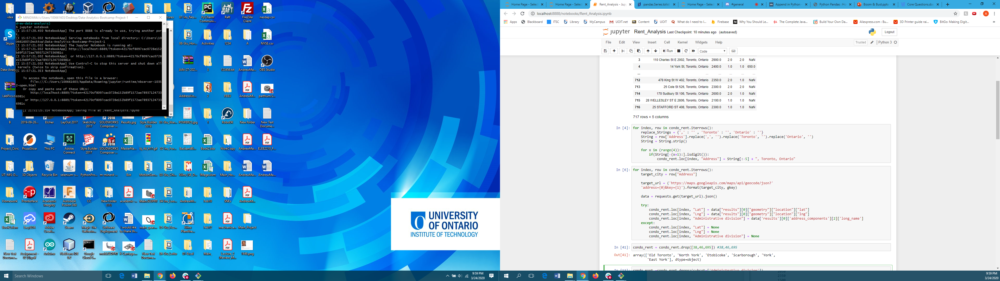 MINGW64:/c/Users/100661603/Desktop/Data-Analytics-Bootcamp-Project-1
drew-data-analysis)
$ jupyter notebook
[I 15:57:20.450 NotebookApp] The port 8888 is already in use, trying another por
t.
[I 15:57:21.032 NotebookApp] Serving notebooks from local directory: C:\Users\10
0661603\Desktop\Data-Analytics-Bootcamp-Project-1
[I 15:57:21.032 NotebookApp] The Jupyter Notebook is running at:
[I 15:57:21.032 NotebookApp] http://localhost:8889/?token=42170cf8097cac0728e152
b89f1572ae789371247336981c
[I 15:57:21.032 NotebookApp]  or http://127.0.0.1:8889/?token=42170cf8097cac0728
e152b89f1572ae789371247336981c
[I 15:57:21.032 NotebookApp] Use Control-C to stop this server and shut down all
kernels (twice to skip confirmation).
[C 15:57:21.353 NotebookApp]
To access the notebook, open this file in a browser:
file:///C:/Users/100661603/AppData/Roaming/jupyter/runtime/nbserver-1035
2-open.html
Or copy and paste one of these URLs:
http://localhost:8889/?token=42170cf8097cac0728e152b89f1572ae78937124733
6981c
or http://127.0.0.1:8889/?token=42170cf8097cac0728e152b89f1572ae78937124733
6981c
[I 21:51:25.314 NotebookApp] Saving file at /Rent_Analysis.ipynb
.idea
07-Ins_Nes...
PyCharm Communi...
Raft
FileZilla Client
nasdap.csv
Skype
08-Stu_Hor...
Activities
1234
A
NYSE.csv
Data-Analy
JAN-27-202...
3
123456.txt
AndrewMa...
OBS Studio
LabPics.zi
AddressUo...
2
FEB3
AndrewM...
parthum.S...
B
2019-09-26...
Etcher
LayOut 2017
SketchUp 2017
SOLIDWORKS Composer ...
Results.jpg
Style Builder 2019
01-Stu_War...
POWER25.jpg
1
RoboDK
New folder
New Text Docume...
Project_Civic
PrusaSlicer
This PC
Adobe Connect
Style Builder 2017
SOLIDWORKS Composer ...
MasterNa...
bj_4d_h17.gif
02-Ins_For...
BackandBi...
Book2.xlsx
WorkCopy
AndrewMa...
ELEE2210_F...
UT-MIS-D...
3D Objects
Recycle Bin
selenium-s...
PythonPro...
m-minerd-...
Bot
MotionGen...
03-Stu_Chi...
Xilinx_ISE_D...
IMage.xlsm
Main_Ho...
AndrewMa...
AndrewMa...
Homework
Pronterface
Academic Integrity
Autodesk Fusion 360
CC
New folder (11)
academic-...
Main.SLDPRT
04-Ins_Loo...
AndrewM...
Feb10
SNEs
AndrewM...
Book2.xlsm
EasyEDA
Adobe Creati...
Steam
Magic The Gatherin...
Software Deployment
I would like to thank th...
main_gear...
05-Stu_Fizz...
Xilinx PlanAhe...
Feb12
mechanica...
Main_Project
New Text Docume...
Assignment - 02 (1).pdf
Arduino
NetBeans IDE 8.2
Google Cloud S...
mold.SLDPRT
X-Carriage...
New Text Docume...
06-Stu_Lotto
01-Excel
Main_
Lecture_2 (Review_M...
1446.png
UNIVERSITY
OF ONTARIO
INSTITUTE OF TECHNOLOGY
Search Windows
9:59 PM
3/24/2020
Home Page - Select
Home Page - Select
Rent_Analysis - Jup
pandas.Series.tolist
Home Page - Select
#general
Append in Python -
Python Pandas : Ho
Boom & Bust.pptx -
Core Questions.doc
localhost:8888/notebooks/Rent_Analysis.ipynb
Apps
Blackboard
ITSC
Library
MyCampus
UOIT.net
Content
UOIT
What do I need to l...
Firebase
Why You Should Le...
The Complete Java...
Build Your Own Da...
Aliexpress.com : Bu...
3D Printer guide rai...
BitGo: Making Digit...
jupyter Rent_Analysis Last Checkpoint: 10 minutes ago (autosaved)
Logout
File Edit View Insert Cell Kernel Widgets Help
Trusted
Python 3
Run
Code
3 110 Charles St E 2002, Toronto, Ontario 2900.0 2.0 2.0 NaN
4 14 York St, Toronto, Ontario 2400.0 1.0 1.0 650.0
... ... ... ... ... ...
712 478 King St W 402, Toronto, Ontario 2350.0 2.0 1.0 NaN
713 25 Cole St 526, Toronto, Ontario 2300.0 2.0 2.0 NaN
714 170 Sudbury St 106, Toronto, Ontario 2600.0 2.0 1.0 NaN
715 28 WELLESLEY ST E 2806, Toronto, Ontario 2100.0 1.0 1.0 NaN
716 25 STAFFORD ST 408, Toronto, Ontario 2300.0 1.0 1.0 NaN
717 rows × 5 columns
In [4]: for index, row in condo_rent.iterrows():
replace_Strings = {',' : '' , 'Toronto' : '', 'Ontario' : ''}
String = row['Address'].replace(',', '').replace('Toronto', '').replace('Ontario', '')
String = String.strip()
for x in (range(4)):
if(String[-(x+1):].isdigit()):
condo_rent.loc[index, "Address"] = String[:-5] + ", Toronto, Ontario"
In [6]: for index, row in condo_rent.iterrows():
target_city = row["Address"]
target_url = ('https://maps.googleapis.com/maps/api/geocode/json?'
'address={0}&key={1}').format(target_city, gkey)
data = requests.get(target_url).json()
try:
condo_rent.loc[index, "Lat"] = data["results"][0]["geometry"]["location"]["lat"]
condo_rent.loc[index, "Lng"] = data["results"][0]["geometry"]["location"]["lng"]
condo_rent.loc[index, "Administrative division"] = data['results'][0]['address_components'][2]['long_name']
except:
condo_rent.loc[index, "Lat"] = None
condo_rent.loc[index, "Lng"] = None
condo_rent.loc[index, "Administrative division"] = None
In [41]: condo_rent = condo_rent.drop([38,46,695]) #38,46,695
Out[41]: array(['Old Toronto', 'North York', 'Etobicoke', 'Scarborough', 'York',
'East York'], dtype=object)
9:59 PM
3/24/2020